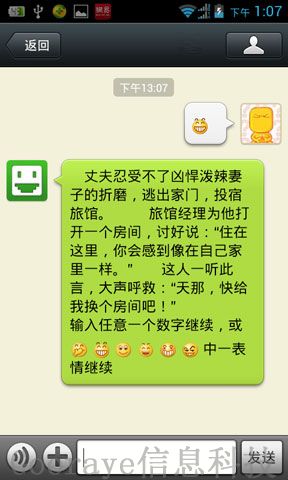 下午 1:07
返回
下午13:07
丈夫忍受不了凶悍泼辣妻
子的折磨，逃出家门，投宿
旅馆。 旅馆经理为他打
开一个房间，讨好说：“住在
这里，你会感到像在自己家
里一样。” 这人一听此
言，大声呼救：“天那，快给
我换个房间吧！”
输入任意一个数字继续，或
中一表
情继续
发送
信息科技